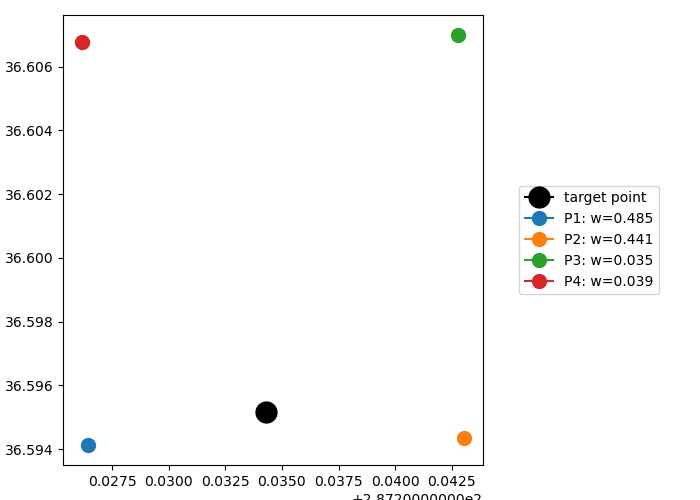 36.606
36.604
36.602
36.600
36.598
36.596
36.594
0.0275 0.0300 0.0325 0.0350 0.0375 0.0400 0.0425
+2.8720000000e2
target point
P1: w=0.485
P2: w=0.441
P3: w=0.035
P4: w=0.039